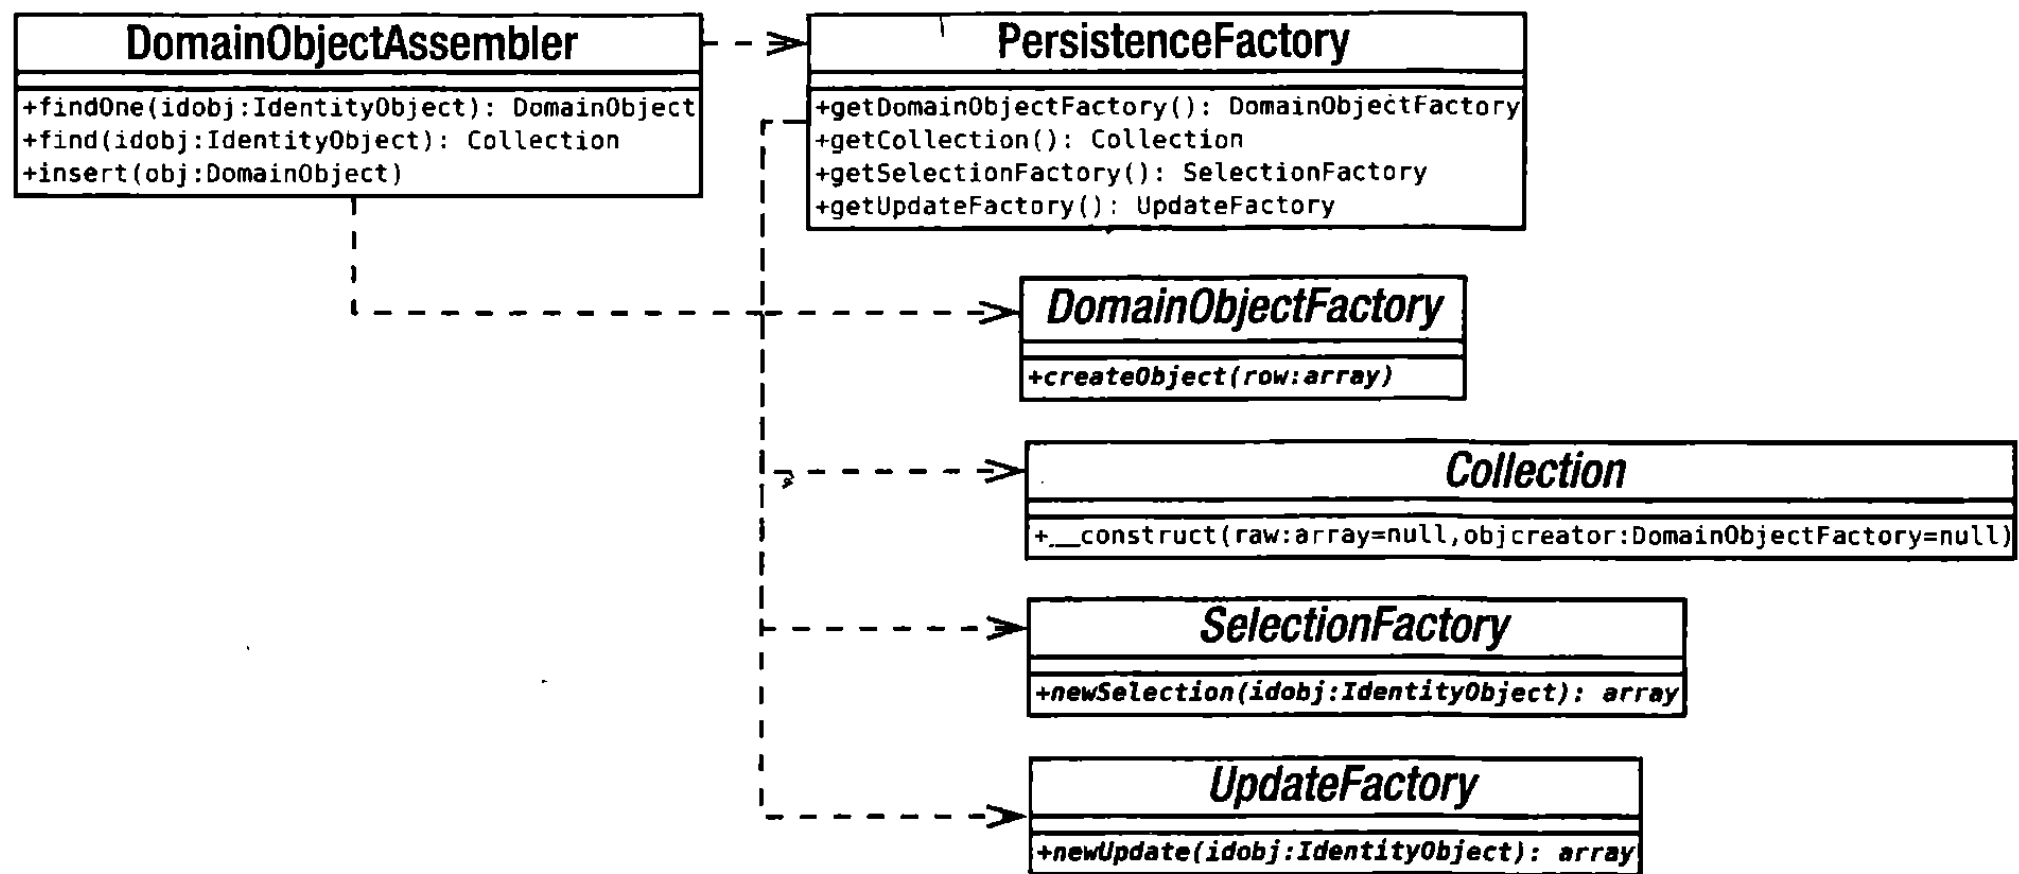 DomainObjectAssembler
+findOne(idobj:IdentityObject): DomainObject
+find(idobj:IdentityObject): Collection
+insert(obj:DomainObject)
PersistenceFactory
+getDomainObjectFactory(): DomainObjectFactory
+getCollection(): Collection
+getSelectionFactory(): SelectionFactory
+getUpdateFactory(): UpdateFactory
DomainObjectFactory
+createObject(row:array)
Collection
+__construct(raw:array=null,objcreator:DomainObjectFactory=null)
SelectionFactory
+newSelection(idobj:IdentityObject): array
UpdateFactory
+newUpdate(idobj:IdentityObject): array